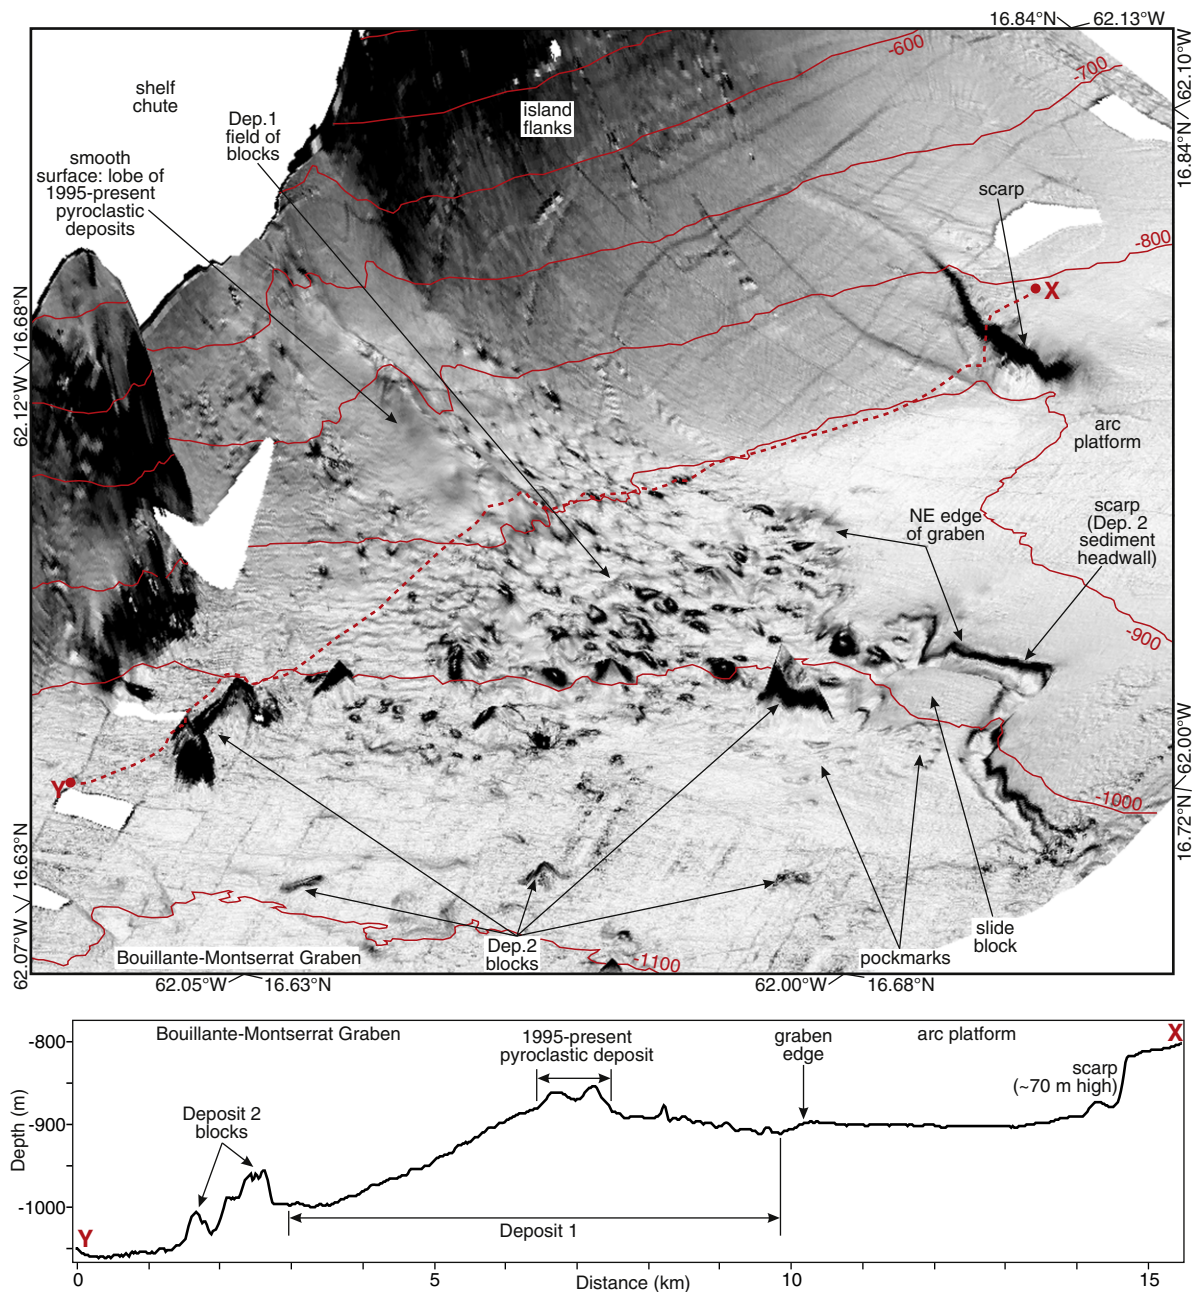 16.84°N
62.13°W
62.10°W
16.84°N
-600
-700
shelf
chute
island
flanks
Dep.1
field of
blocks
smooth
surface: lobe of
1995-present
pyroclastic
deposits
scarp
-800
X
62.12°W
16.68°N
arc
platform
NE edge
of graben
scarp
(Dep. 2
sediment
headwall)
-900
62.00°W
16.72°N
-1000
Y
62.07°W
16.63°N
slide
block
Dep.2
blocks
pockmarks
Bouillante-Montserrat Graben
-1100
62.05°W
16.63°N
62.00°W
16.68°N
Bouillante-Montserrat Graben
1995-present
pyroclastic deposit
graben
edge
arc platform
X
-800
scarp
(~70 m high)
Deposit 2
blocks
Depth (m)
-900
-1000
Deposit 1
Y
0
5
10
15
Distance (km)